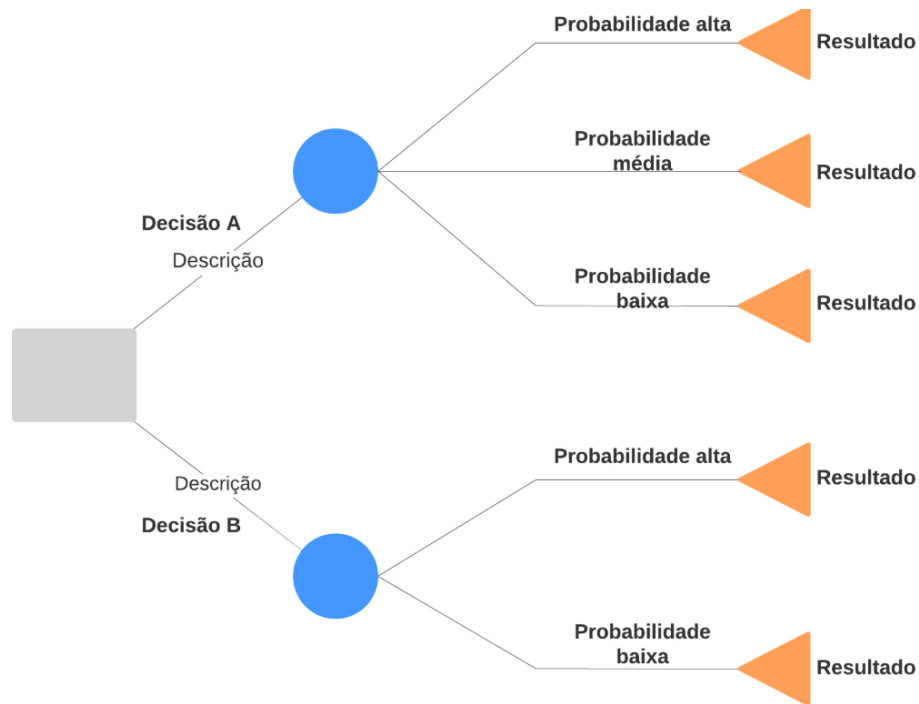 Probabilidade alta
Resultado
Probabilidade
média
Resultado
Decisão A
Descrição
Probabilidade
baixa
Resultado
Probabilidade alta
Resultado
Descrição
Decisão B
Probabilidade
baixa
Resultado